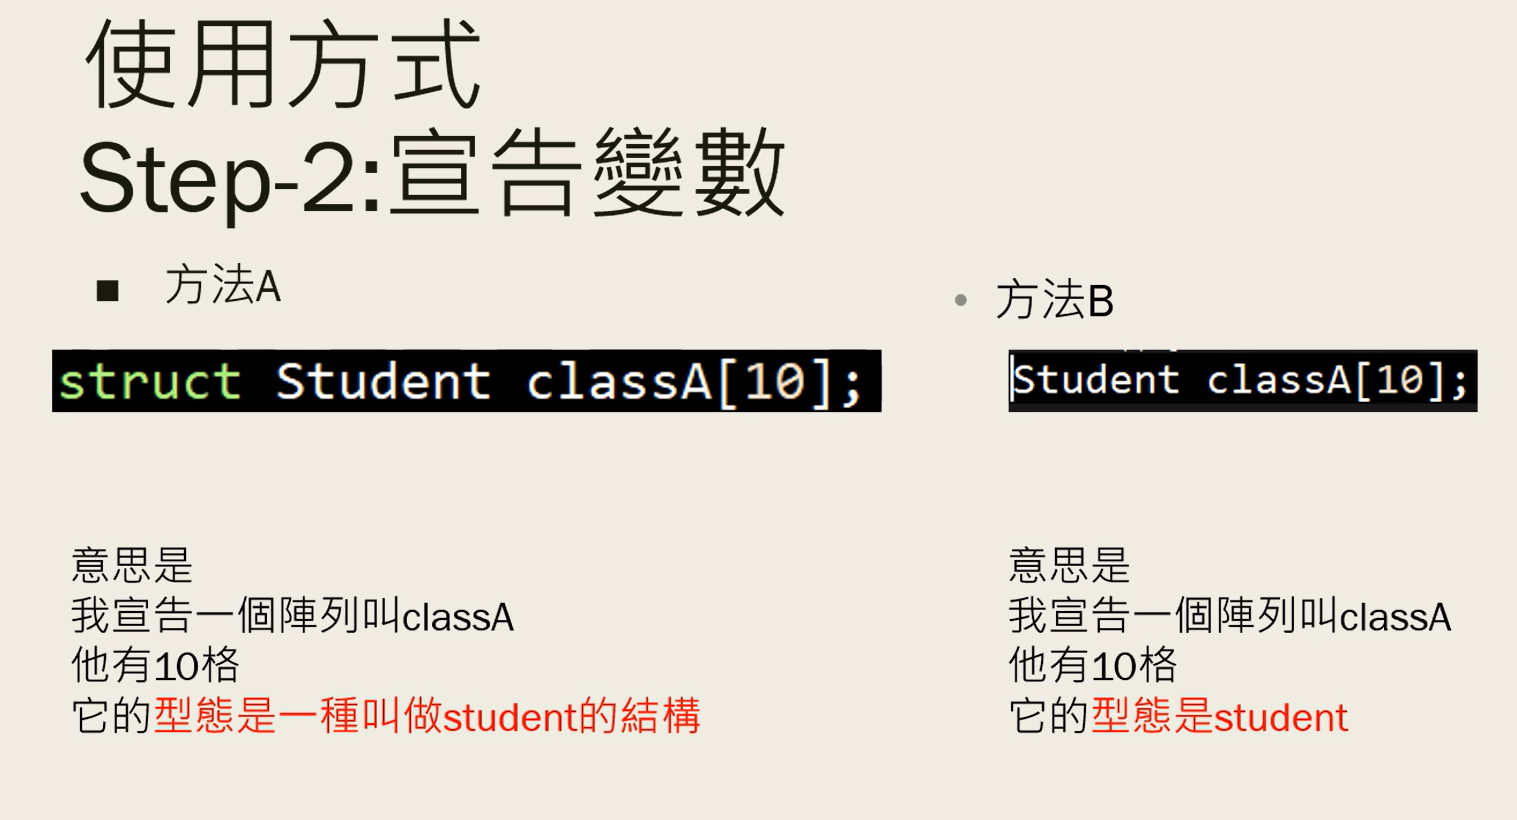 使用方式
Step-2:宣告變數
方法A
struct Student classA[10];
意思是
我宣告一個陣列叫classA
他有10格
它的型態是一種叫做student的結構
方法B
Student classA[10];
意思是
我宣告一個陣列叫classA
他有10格
它的型態是student